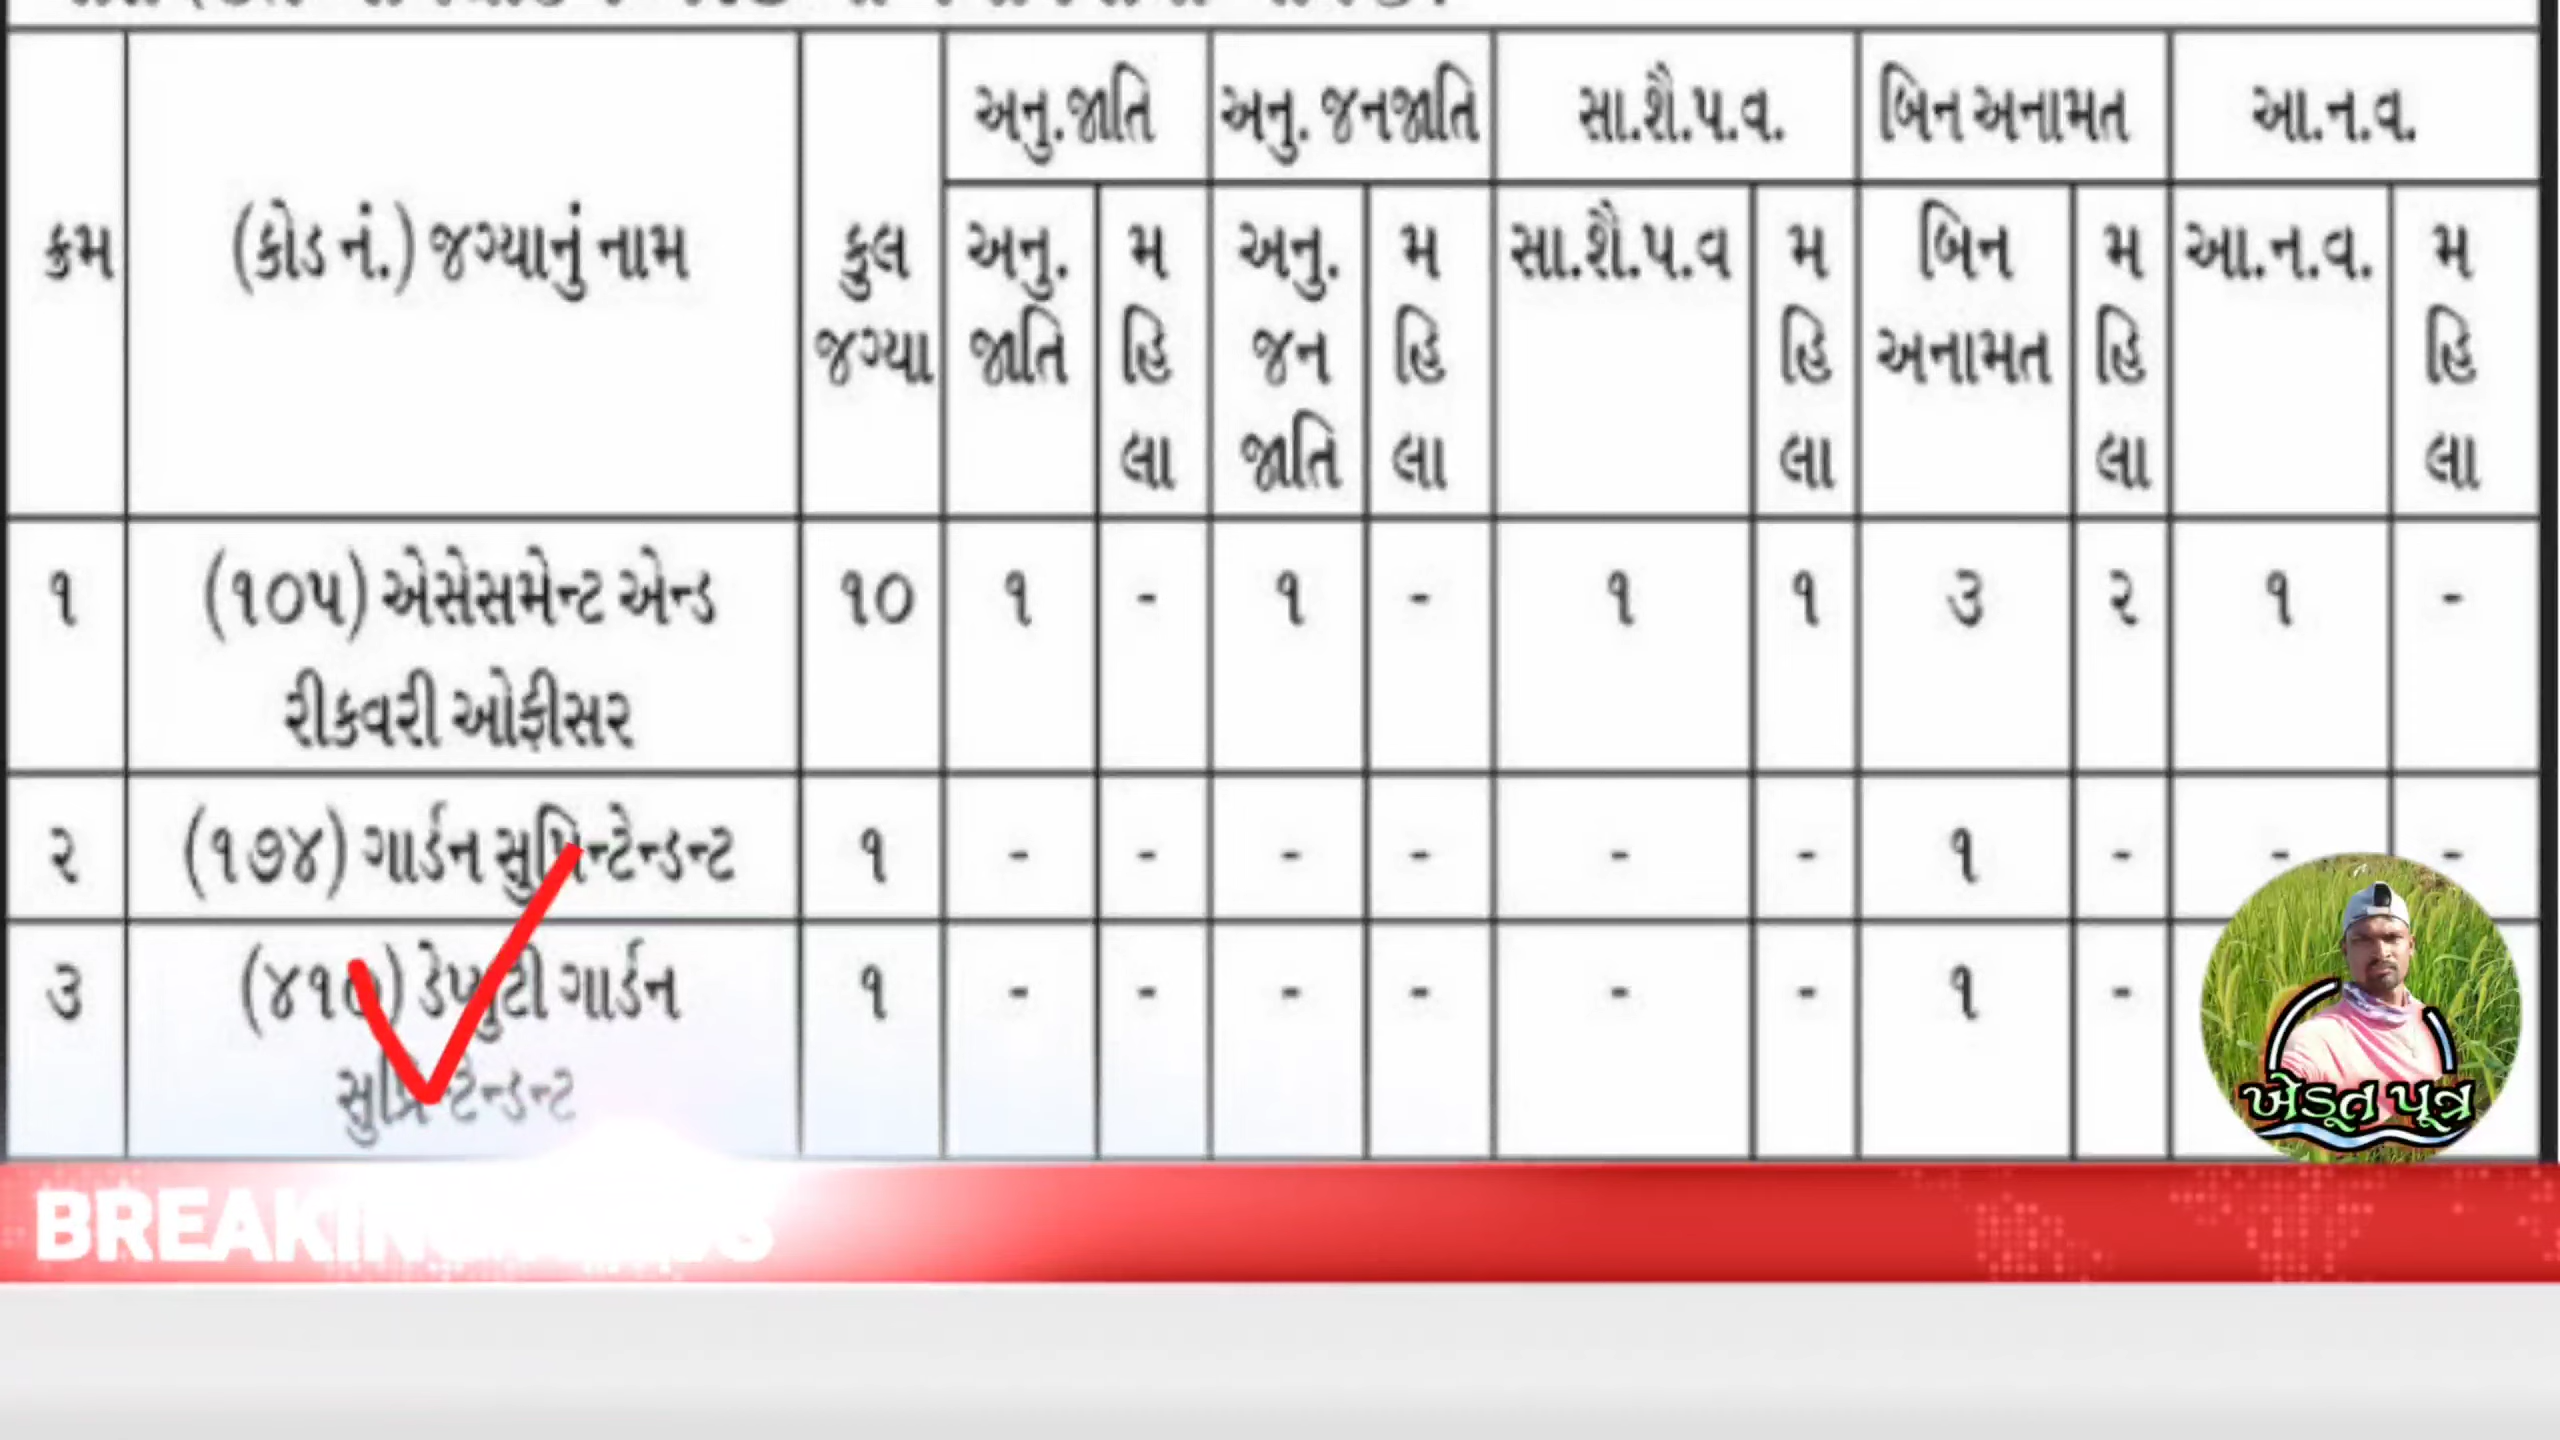 અનુ.જાતિ અનુ. જનજાતિ સા.શૈ.પ.વ. બિન અનામત આ.ન.વ.
ક્રમ (કોડ નં.) જગ્યાનું નામ કુલ અનુ. મ અનુ. મ સા.શૈ.પ.વ મ બિન મ આ.ન.વ. મ
જગ્યા જાતિ હિ જન હિ હિ અનામત હિ હિ
લા જાતિ લા લા લા લા
૧ (૧૦૫) એસેસમેન્ટ એન્ડ ૧૦ ૧ - ૧ - ૧ ૧ ૩ ૨ ૧ -
રીકવરી ઓફીસર
૨ (૧૭૪) ગાર્ડન સુપ્રિન્ટેન્ડન્ટ ૧ - - - - - - ૧ - - -
૩ ડેપ્યુટી ગાર્ડન ૧ - - - - - - ૧ -
સુપ્રિન્ટેન્ડન્ટ
ખેડૂત પૂત્ર
BREAKING NEWS